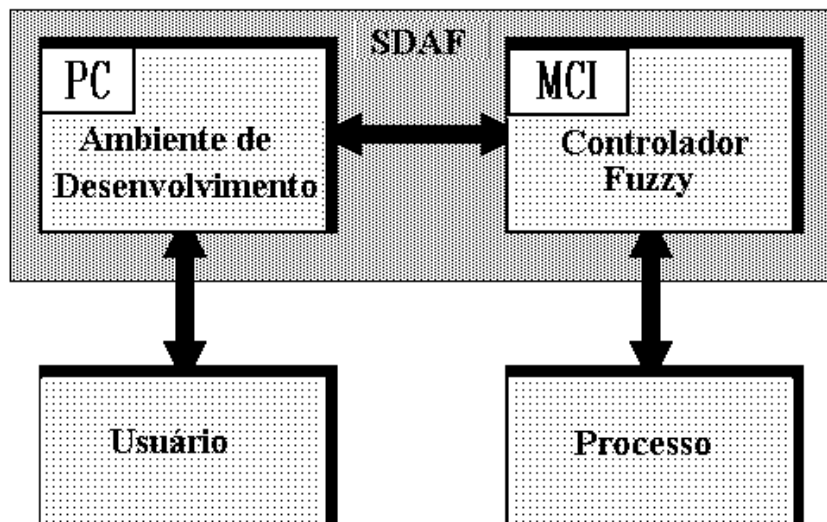 SDAF
PC
Ambiente de
Desenvolvimento
MCI
Controlador
Fuzzy
Usuário
Processo